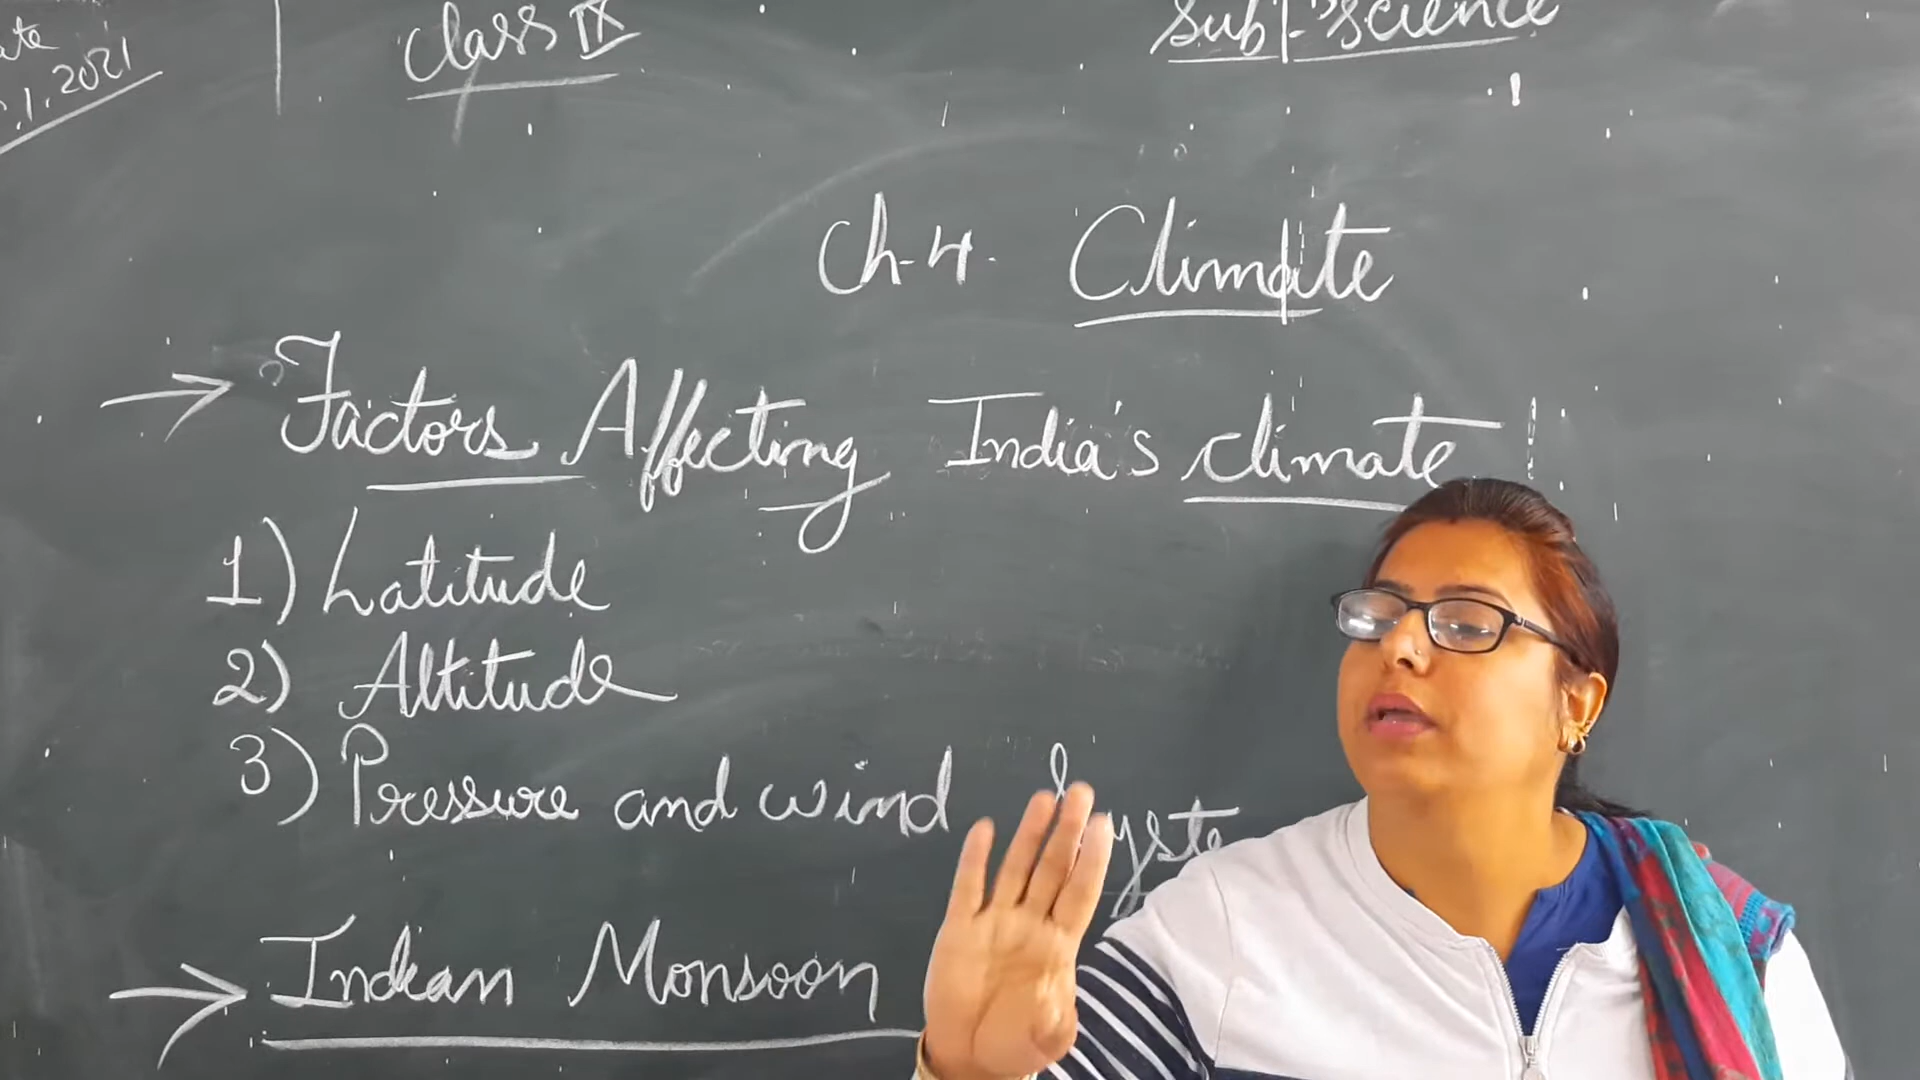 Class IX
Sub - Science
.1.2021
Ch-4. Climate
→ Factors Affecting India's climate
1) Latitude
2) Altitude
3) Pressure and wind
→ Indian Monsoon